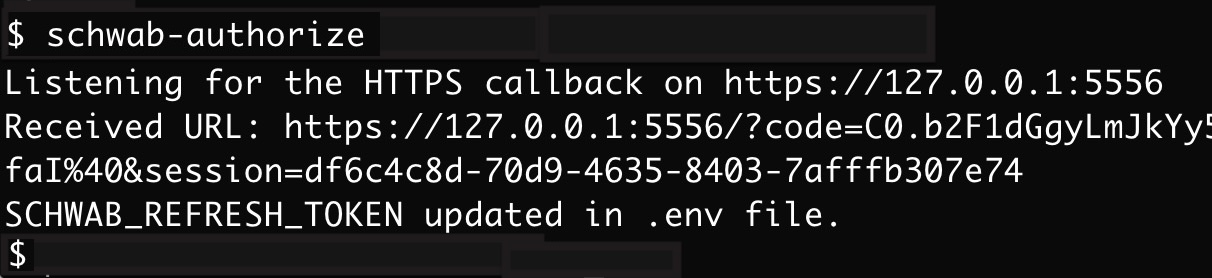 $ schwab-authorize
Listening for the HTTPS callback on https://127.0.0.1:5556
Received URL: https://127.0.0.1:5556/?code=C0.b2F1dGgyLmJkYy5
faI%40&session=df6c4c8d-70d9-4635-8403-7afffb307e74
SCHWAB_REFRESH_TOKEN updated in .env file.
$